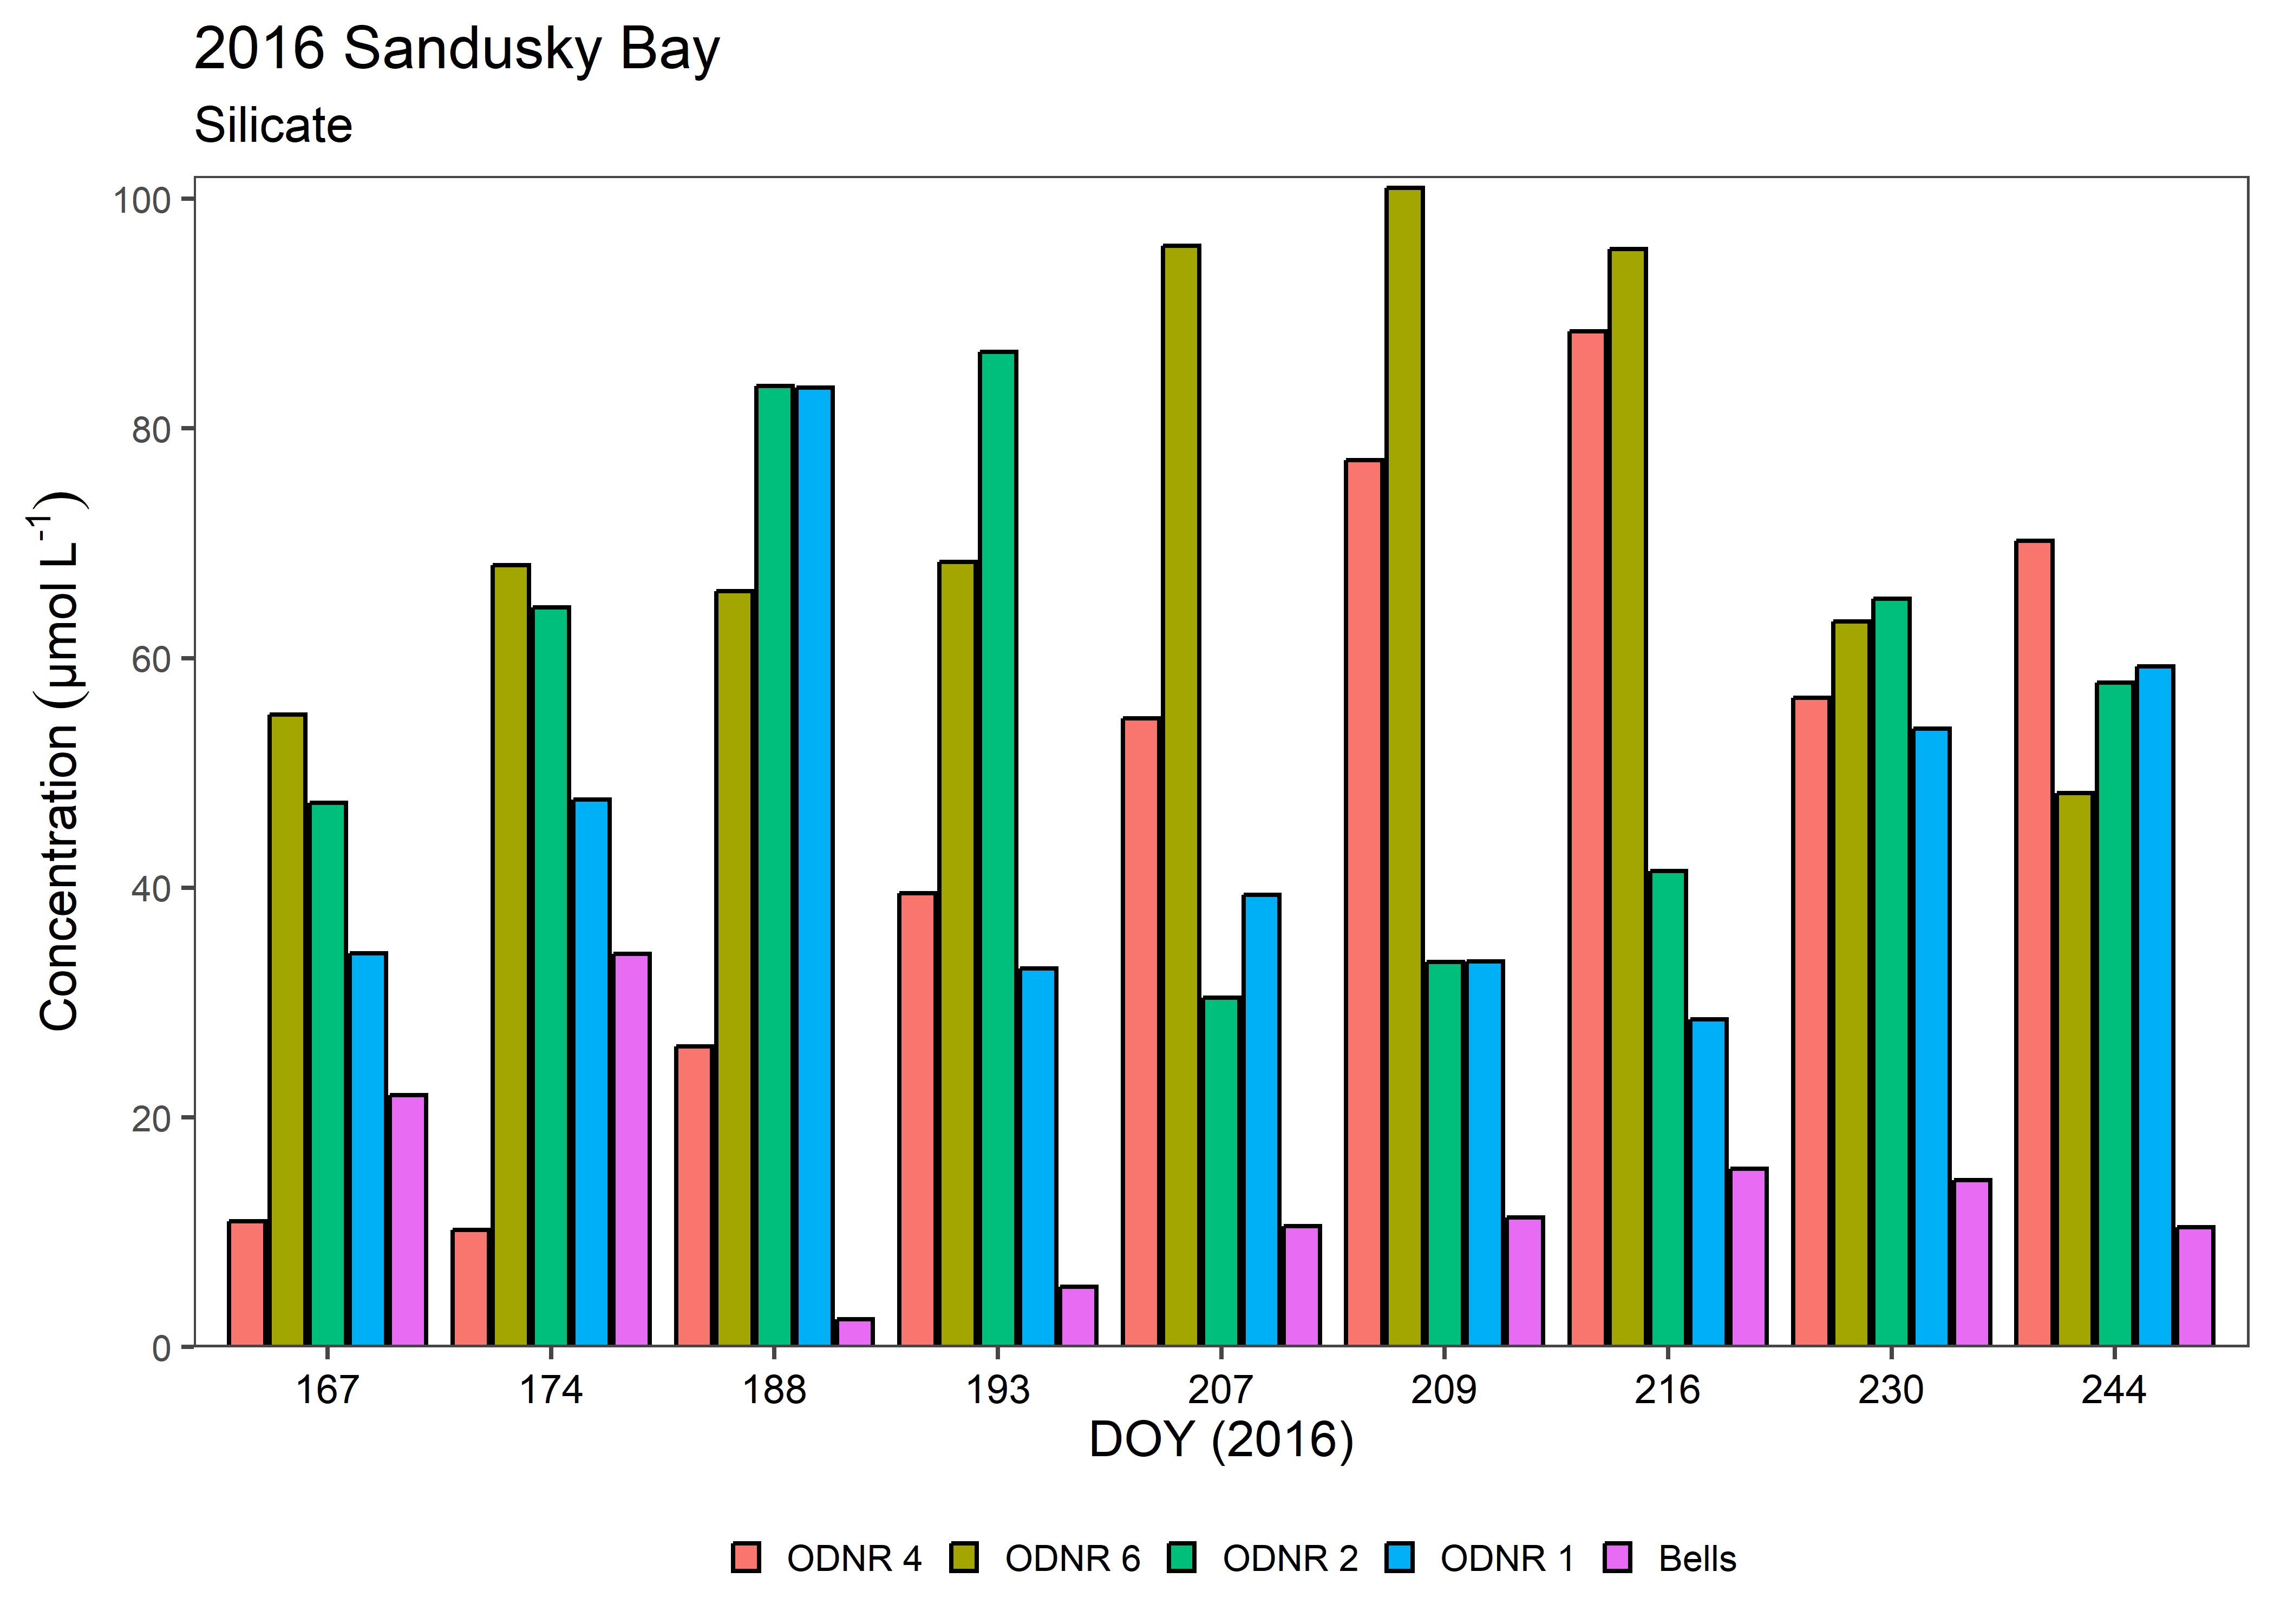 2016 Sandusky Bay
Silicate
Concentration (µmol L⁻¹)
100
80
60
40
20
0
167 174 188 193 207 209 216 230 244
DOY (2016)
ODNR 4 ODNR 6 ODNR 2 ODNR 1 Bells